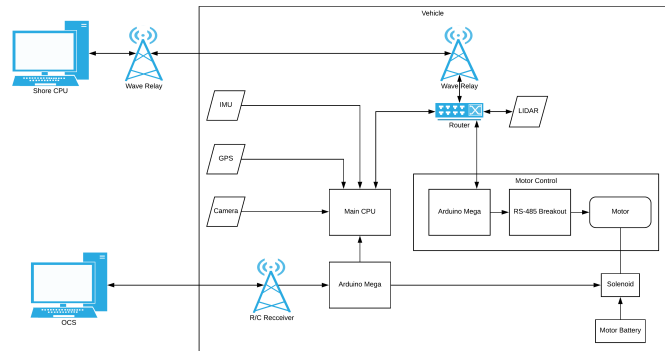 Vehicle
Shore CPU
Wave Relay
Wave Relay
IMU
LIDAR
Router
GPS
Motor Control
Camera
Main CPU
Arduino Mega
RS-485 Breakout
Motor
Arduino Mega
Solenoid
R/C Recceiver
OCS
Motor Battery